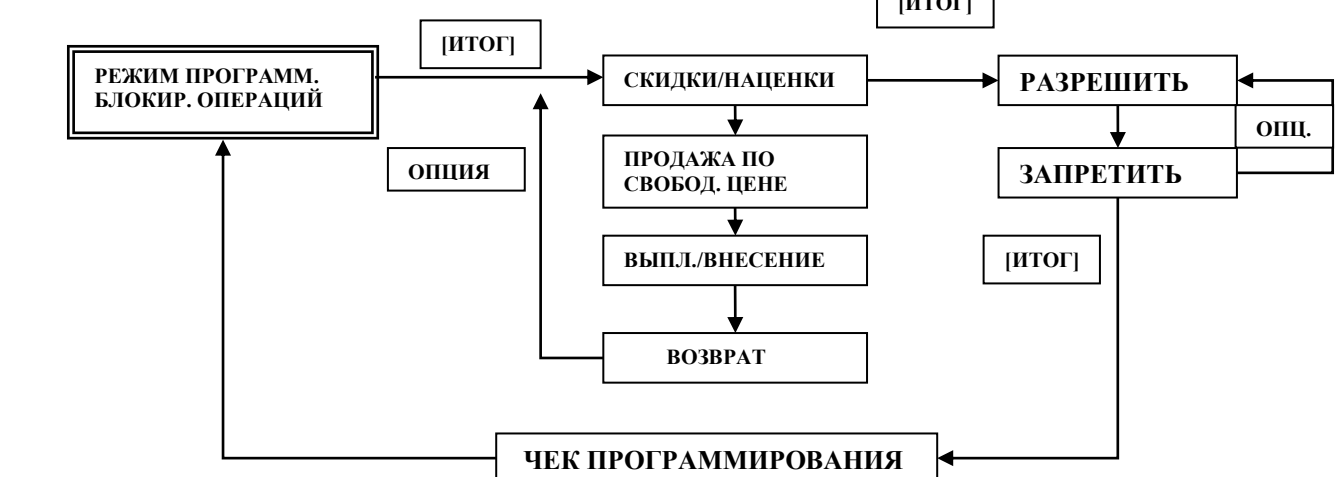 [ИТОГ]
[ИТОГ]
РЕЖИМ ПРОГРАММ.
БЛОКИР. ОПЕРАЦИЙ
СКИДКИ/НАЦЕНКИ
РАЗРЕШИТЬ
ОПЦ.
ОПЦИЯ
ПРОДАЖА ПО
СВОБОД. ЦЕНЕ
ЗАПРЕТИТЬ
ВЫПЛ./ВНЕСЕНИЕ
[ИТОГ]
ВОЗВРАТ
ЧЕК ПРОГРАММИРОВАНИЯ